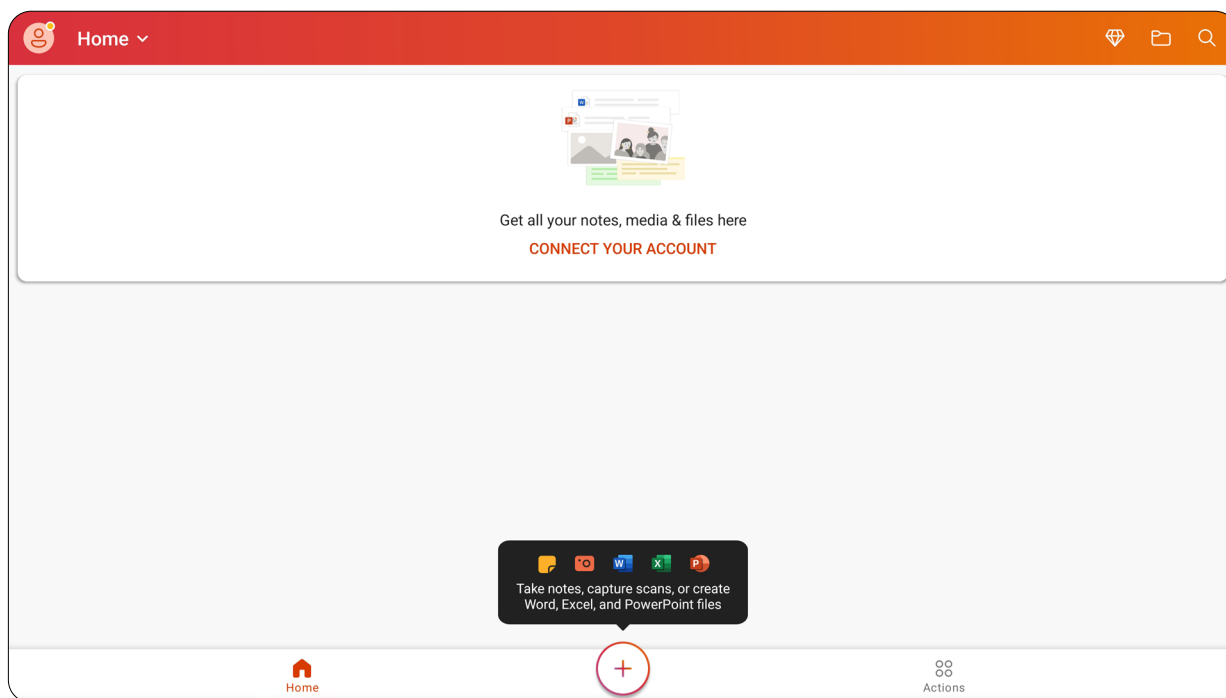 Home
Get all your notes, media & files here
CONNECT YOUR ACCOUNT
W
P
W
X
P
Take notes, capture scans, or create
Word, Excel, and PowerPoint files
Home
Actions